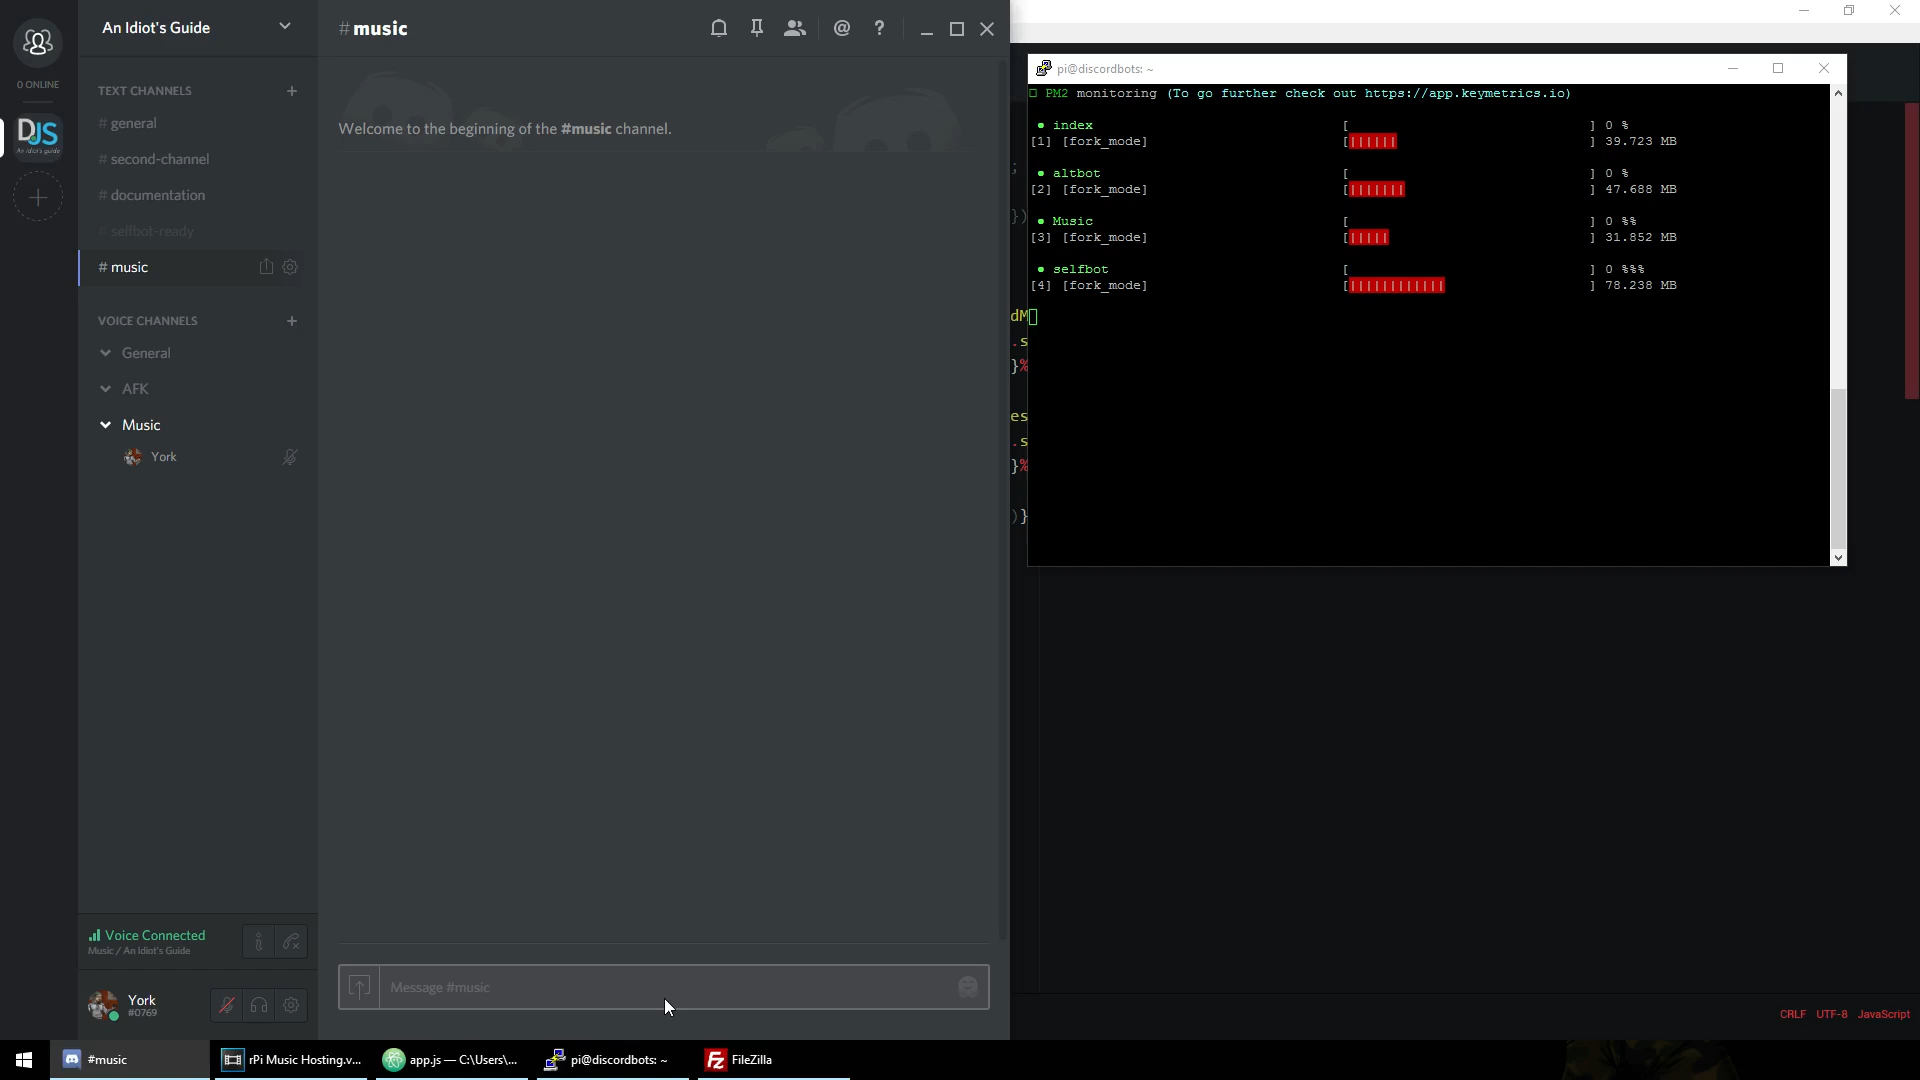 An Idiot's Guide
0 ONLINE
DJS
An idiot's guide
TEXT CHANNELS
# general
# second-channel
# documentation
# selfbot-ready
# music
VOICE CHANNELS
General
AFK
Music
York
Voice Connected
Music / An Idiot's Guide
York
#0769
#music
Welcome to the beginning of the #music channel.
Message #music
pi@discordbots: ~
PM2 monitoring (To go further check out https://app.keymetrics.io)
● index [ ] 0 %
[1] [fork_mode] [|||||| ] 39.723 MB
● altbot [ ] 0 %
[2] [fork_mode] [||||||| ] 47.688 MB
● Music [ ] 0 %%
[3] [fork_mode] [||||| ] 31.852 MB
● selfbot [ ] 0 %%%
[4] [fork_mode] [|||||||||||| ] 78.238 MB
;
})
dM
.s
}%
es
.s
}%
)}
CRLF UTF-8 JavaScript
#music
rPi Music Hosting.v...
app.js — C:\Users\...
pi@discordbots: ~
FileZilla